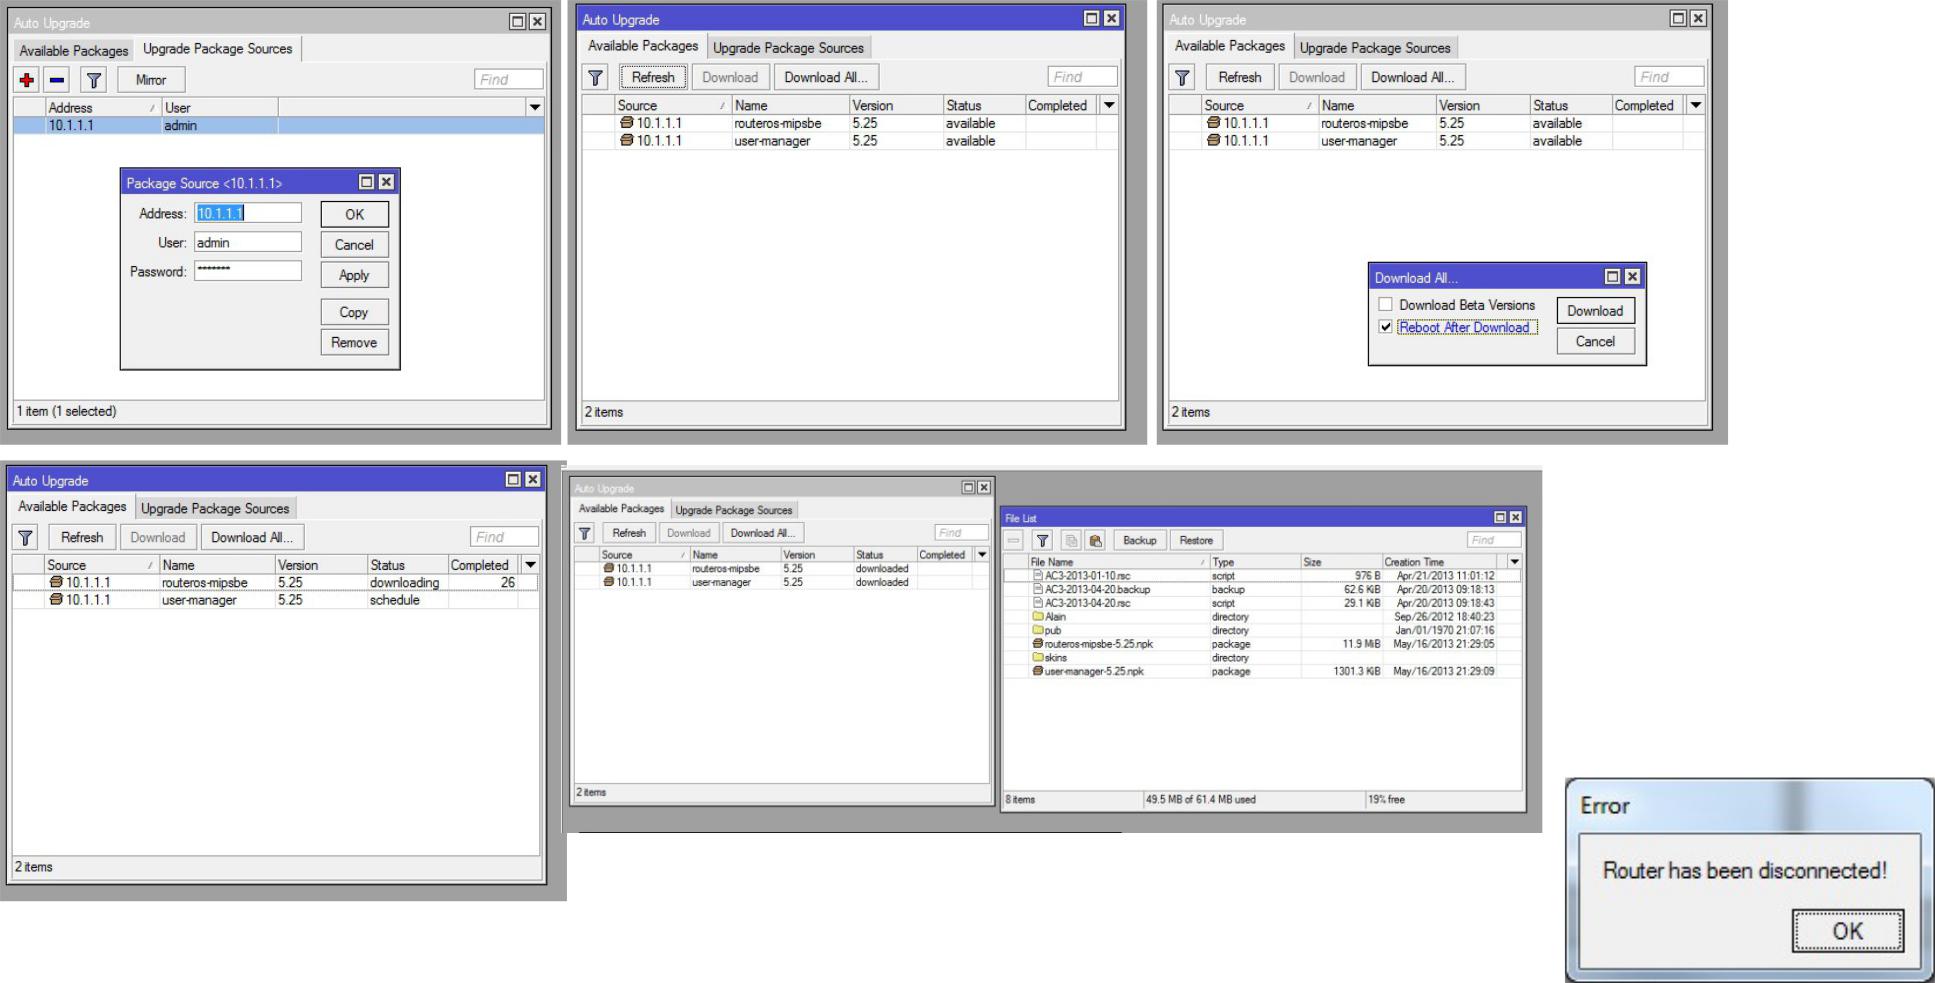 Auto Upgrade
Available Packages Upgrade Package Sources
Mirror Find
Address User
10.1.1.1 admin
Package Source <10.1.1.1>
Address: 10.1.1.1 OK
User: admin Cancel
Password: ******* Apply
Copy
Remove
1 item (1 selected)
Auto Upgrade
Available Packages Upgrade Package Sources
Refresh Download Download All... Find
Source Name Version Status Completed
10.1.1.1 routeros-mipsbe 5.25 available
10.1.1.1 user-manager 5.25 available
2 items
Auto Upgrade
Available Packages Upgrade Package Sources
Refresh Download Download All... Find
Source Name Version Status Completed
10.1.1.1 routeros-mipsbe 5.25 available
10.1.1.1 user-manager 5.25 available
Download All...
Download Beta Versions Download
Reboot After Download Cancel
2 items
Auto Upgrade
Available Packages Upgrade Package Sources
Refresh Download Download All... Find
Source Name Version Status Completed
10.1.1.1 routeros-mipsbe 5.25 downloading 26
10.1.1.1 user-manager 5.25 schedule
2 items
Auto Upgrade
Available Packages Upgrade Package Sources
Refresh Download Download All... Find
Source Name Version Status Completed
10.1.1.1 routeros-mipsbe 5.25 downloaded
10.1.1.1 user-manager 5.25 downloaded
2 items
File List
Backup Restore Find
File Name Type Size Creation Time
AC3-2013-01-10.rsc script 976 B Apr/21/2013 11:01:12
AC3-2013-04-20.backup backup 62.6 KiB Apr/20/2013 09:18:13
AC3-2013-04-20.rsc script 29.1 KiB Apr/20/2013 09:18:43
Alain directory Sep/26/2012 18:40:23
pub directory Jan/01/1970 21:07:16
routeros-mipsbe-5.25.npk package 11.9 MiB May/16/2013 21:29:05
skins directory
user-manager-5.25.npk package 1301.3 KiB May/16/2013 21:29:09
8 items 49.5 MB of 61.4 MB used 19% free
Error
Router has been disconnected!
OK